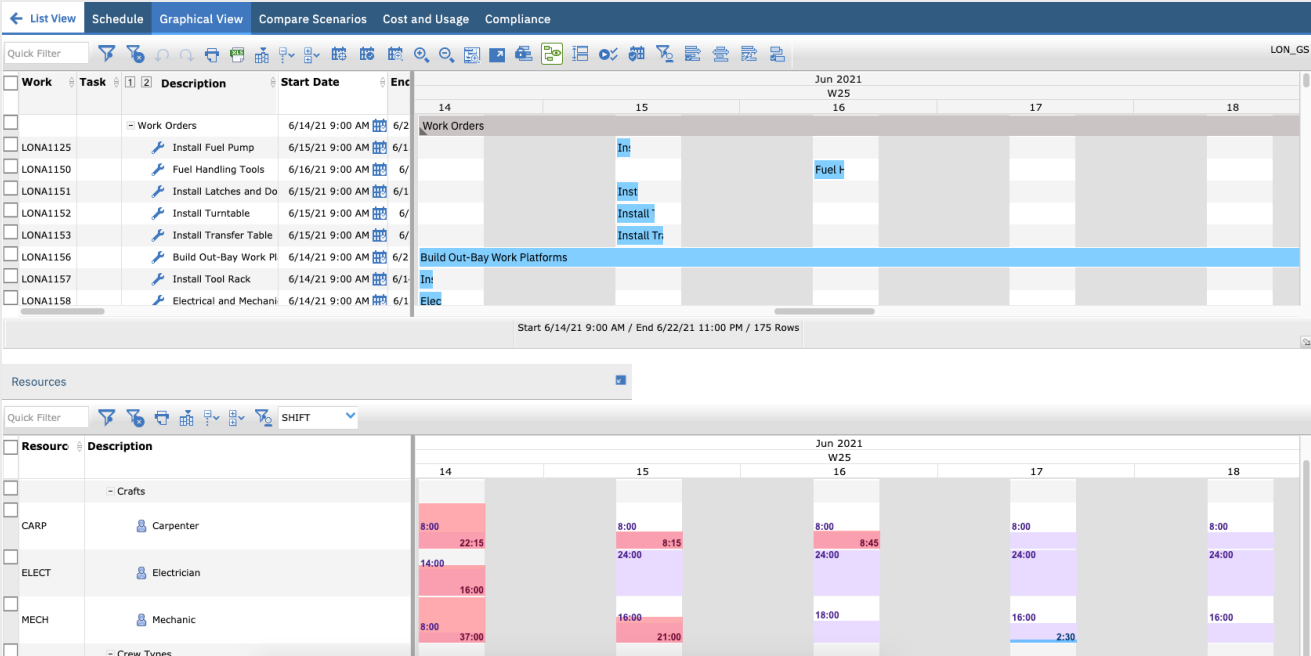 List View Schedule Graphical View Compare Scenarios Cost and Usage Compliance
Quick Filter XLS LON_GS
Work Task 1 2 Description Start Date End
Jun 2021
W25
14 15 16 17 18
Work Orders 6/14/21 9:00 AM 6/2 Work Orders
LONA1125 Install Fuel Pump 6/15/21 9:00 AM 6/1 Ins
LONA1150 Fuel Handling Tools 6/16/21 9:00 AM 6/ Fuel H
LONA1151 Install Latches and Do 6/15/21 9:00 AM 6/1 Inst
LONA1152 Install Turntable 6/15/21 9:00 AM 6/ Install
LONA1153 Install Transfer Table 6/15/21 9:00 AM 6/ Install Tra
LONA1156 Build Out-Bay Work Pl 6/14/21 9:00 AM 6/2 Build Out-Bay Work Platforms
LONA1157 Install Tool Rack 6/14/21 9:00 AM 6/1 Ins
LONA1158 Electrical and Mechani 6/14/21 9:00 AM 6/1 Elec
Start 6/14/21 9:00 AM / End 6/22/21 11:00 PM / 175 Rows
Resources
Quick Filter SHIFT
Resourc Description
Jun 2021
W25
14 15 16 17 18
Crafts
CARP Carpenter 8:00 8:00 8:00 8:00 8:00
22:15 8:15 8:45
ELECT Electrician 14:00 24:00 24:00 24:00 24:00
16:00
MECH Mechanic 8:00 16:00 18:00 16:00 16:00
37:00 21:00 2:30
Crew Types